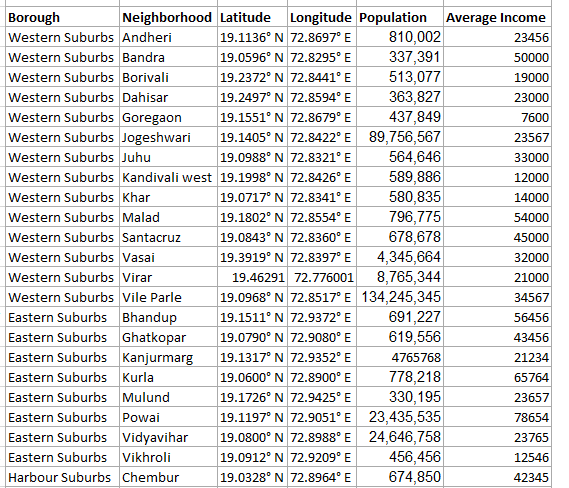 Borough Neighborhood Latitude Longitude Population Average Income
Western Suburbs Andheri 19.1136° N 72.8697° E 810,002 23456
Western Suburbs Bandra 19.0596° N 72.8295° E 337,391 50000
Western Suburbs Borivali 19.2372° N 72.8441° E 513,077 19000
Western Suburbs Dahisar 19.2497° N 72.8594° E 363,827 23000
Western Suburbs Goregaon 19.1551° N 72.8679° E 437,849 7600
Western Suburbs Jogeshwari 19.1405° N 72.8422° E 89,756,567 23567
Western Suburbs Juhu 19.0988° N 72.8321° E 564,646 33000
Western Suburbs Kandivali west 19.1998° N 72.8426° E 589,886 12000
Western Suburbs Khar 19.0717° N 72.8341° E 580,835 14000
Western Suburbs Malad 19.1802° N 72.8554° E 796,775 54000
Western Suburbs Santacruz 19.0843° N 72.8360° E 678,678 45000
Western Suburbs Vasai 19.3919° N 72.8397° E 4,345,664 32000
Western Suburbs Virar 19.46291 72.776001 8,765,344 21000
Western Suburbs Vile Parle 19.0968° N 72.8517° E 134,245,345 34567
Eastern Suburbs Bhandup 19.1511° N 72.9372° E 691,227 56456
Eastern Suburbs Ghatkopar 19.0790° N 72.9080° E 619,556 43456
Eastern Suburbs Kanjurmarg 19.1317° N 72.9352° E 4765768 21234
Eastern Suburbs Kurla 19.0600° N 72.8900° E 778,218 65764
Eastern Suburbs Mulund 19.1726° N 72.9425° E 330,195 23657
Eastern Suburbs Powai 19.1197° N 72.9051° E 23,435,535 78654
Eastern Suburbs Vidyavihar 19.0800° N 72.8988° E 24,646,758 23765
Eastern Suburbs Vikhroli 19.0912° N 72.9209° E 456,456 12546
Harbour Suburbs Chembur 19.0328° N 72.8964° E 674,850 42345